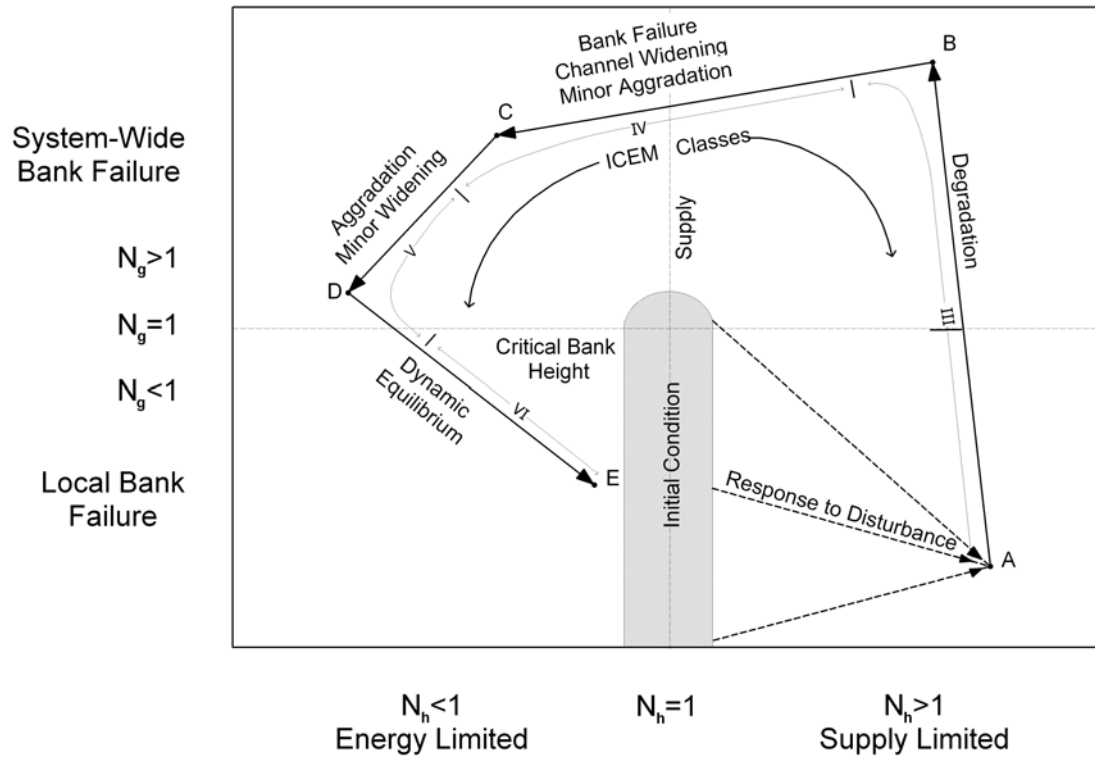 Bank Failure
Channel Widening
Minor Aggradation
B
C
System-Wide
Bank Failure
IV
ICEM Classes
Aggradation
Minor Widening
Supply
Degradation
V
N_g>1
D
III
N_g=1
Critical Bank
Height
N_g<1
Dynamic
Equilibrium
VI
E
Initial Condition
Local Bank
Failure
Response to Disturbance
A
N_h<1
N_h=1
N_h>1
Energy Limited
Supply Limited